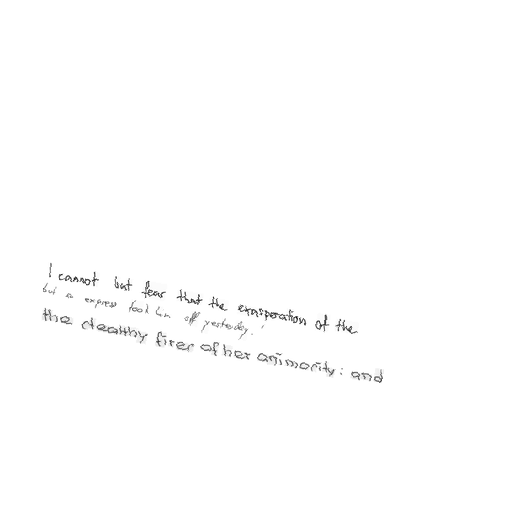 I cannot but fear that the exasperation of the
but an express took him off yesterday.'
the stealthy fires of her animosity: and